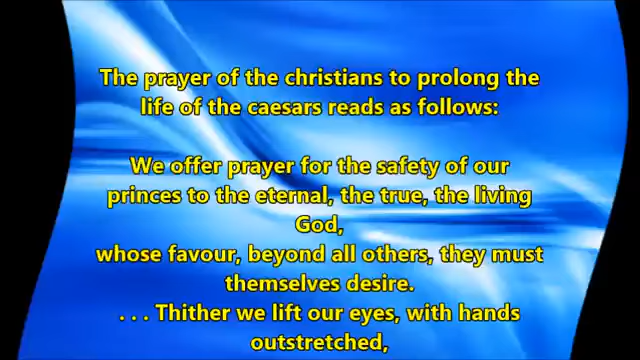 The prayer of the christians to prolong the
life of the caesars reads as follows:
We offer prayer for the safety of our
princes to the eternal, the true, the living
God,
whose favour, beyond all others, they must
themselves desire.
. . . Thither we lift our eyes, with hands
outstretched,